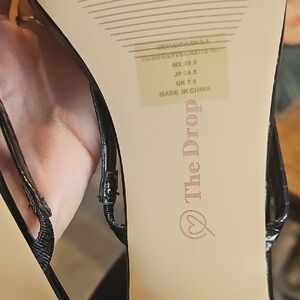 MX 26.5
JP 26.5
UK 7.5
MADE IN CHINA
The Drop